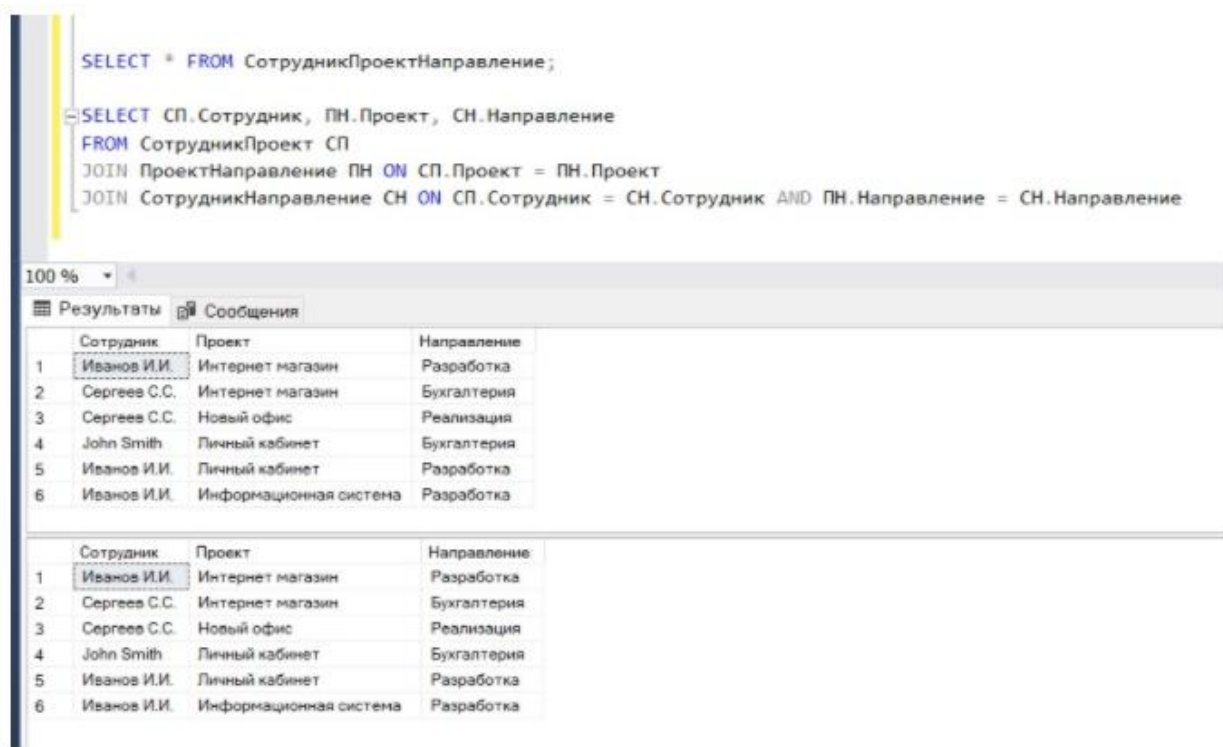 SELECT * FROM СотрудникПроектНаправление;
SELECT СП.Сотрудник, ПН.Проект, СН.Направление
FROM СотрудникПроект СП
JOIN ПроектНаправление ПН ON СП.Проект = ПН.Проект
JOIN СотрудникНаправление СН ON СП.Сотрудник = СН.Сотрудник AND ПН.Направление = СН.Направление
100 %
Результаты Сообщения
Сотрудник Проект Направление
1 Иванов И.И. Интернет магазин Разработка
2 Сергеев С.С. Интернет магазин Бухгалтерия
3 Сергеев С.С. Новый офис Реализация
4 John Smith Личный кабинет Бухгалтерия
5 Иванов И.И. Личный кабинет Разработка
6 Иванов И.И. Информационная система Разработка
Сотрудник Проект Направление
1 Иванов И.И. Интернет магазин Разработка
2 Сергеев С.С. Интернет магазин Бухгалтерия
3 Сергеев С.С. Новый офис Реализация
4 John Smith Личный кабинет Бухгалтерия
5 Иванов И.И. Личный кабинет Разработка
6 Иванов И.И. Информационная система Разработка